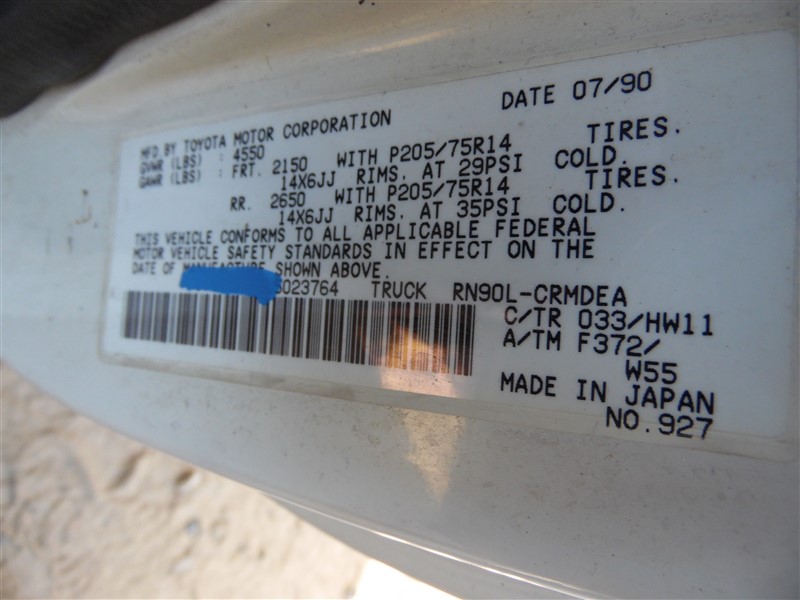 DATE 07/90
MFD BY TOYOTA MOTOR CORPORATION
GVWR (LBS) : 4550
GAWR (LBS) : FRT. 2150 WITH P205/75R14 TIRES.
14X6JJ RIMS. AT 29PSI COLD.
RR. 2650 WITH P205/75R14 TIRES.
14X6JJ RIMS. AT 35PSI COLD.
THIS VEHICLE CONFORMS TO ALL APPLICABLE FEDERAL
MOTOR VEHICLE SAFETY STANDARDS IN EFFECT ON THE
DATE OF MANUFACTURE SHOWN ABOVE.
023764 TRUCK RN90L-CRMDEA
C/TR 033/HW11
A/TM F372/
W55
MADE IN JAPAN
NO.927